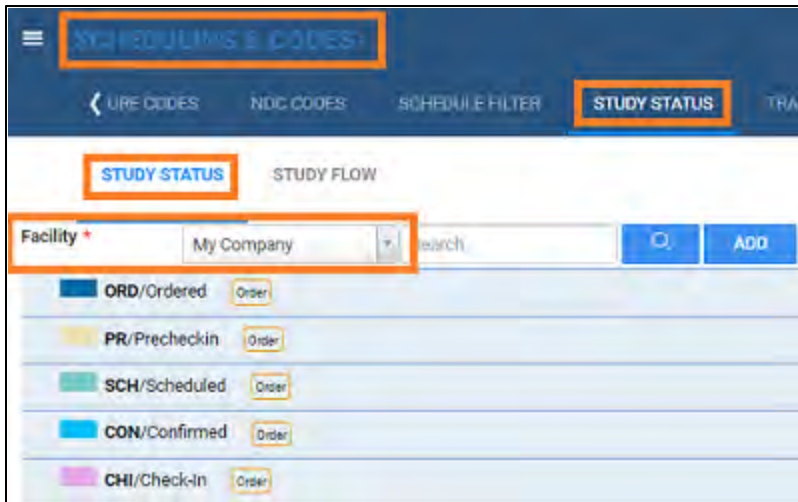 SCHEDULING & CODES
URE CODES NDC CODES SCHEDULE FILTER STUDY STATUS TRA
STUDY STATUS STUDY FLOW
Facility * My Company earch ADD
ORD/Ordered Order
PR/Precheckin Order
SCH/Scheduled Order
CON/Confirmed Order
CHI/Check-In Order